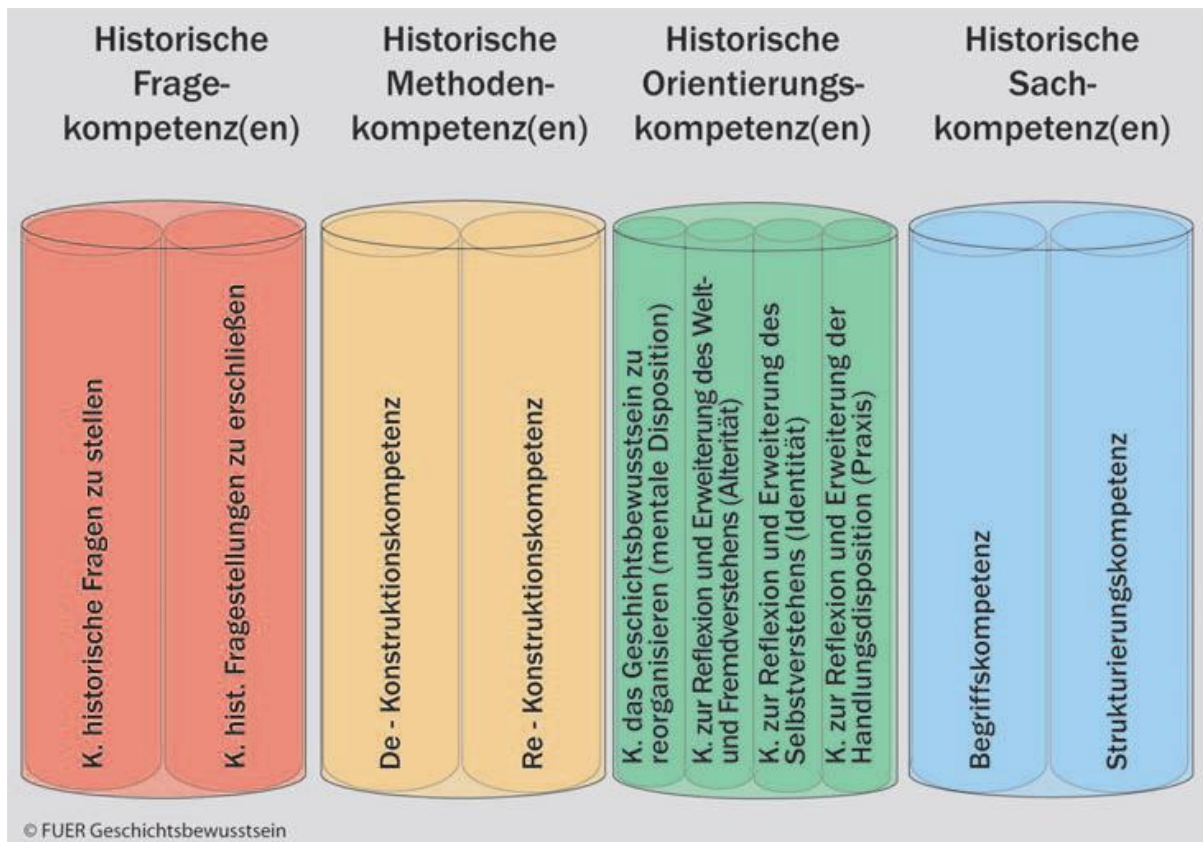 Historische
Frage-
kompetenz(en)
Historische
Methoden-
kompetenz(en)
Historische
Orientierungs-
kompetenz(en)
Historische
Sach-
kompetenz(en)
K. historische Fragen zu stellen
K. hist. Fragestellungen zu erschließen
De - Konstruktionskompetenz
Re - Konstruktionskompetenz
K. das Geschichtsbewusstsein zu
reorganisieren (mentale Disposition)
K. zur Reflexion und Erweiterung des Welt-
und Fremdverstehens (Alterität)
K. zur Reflexion und Erweiterung des
Selbstverstehens (Identität)
K. zur Reflexion und Erweiterung der
Handlungsdisposition (Praxis)
Begriffskompetenz
Strukturierungskompetenz
© FUER Geschichtsbewusstsein